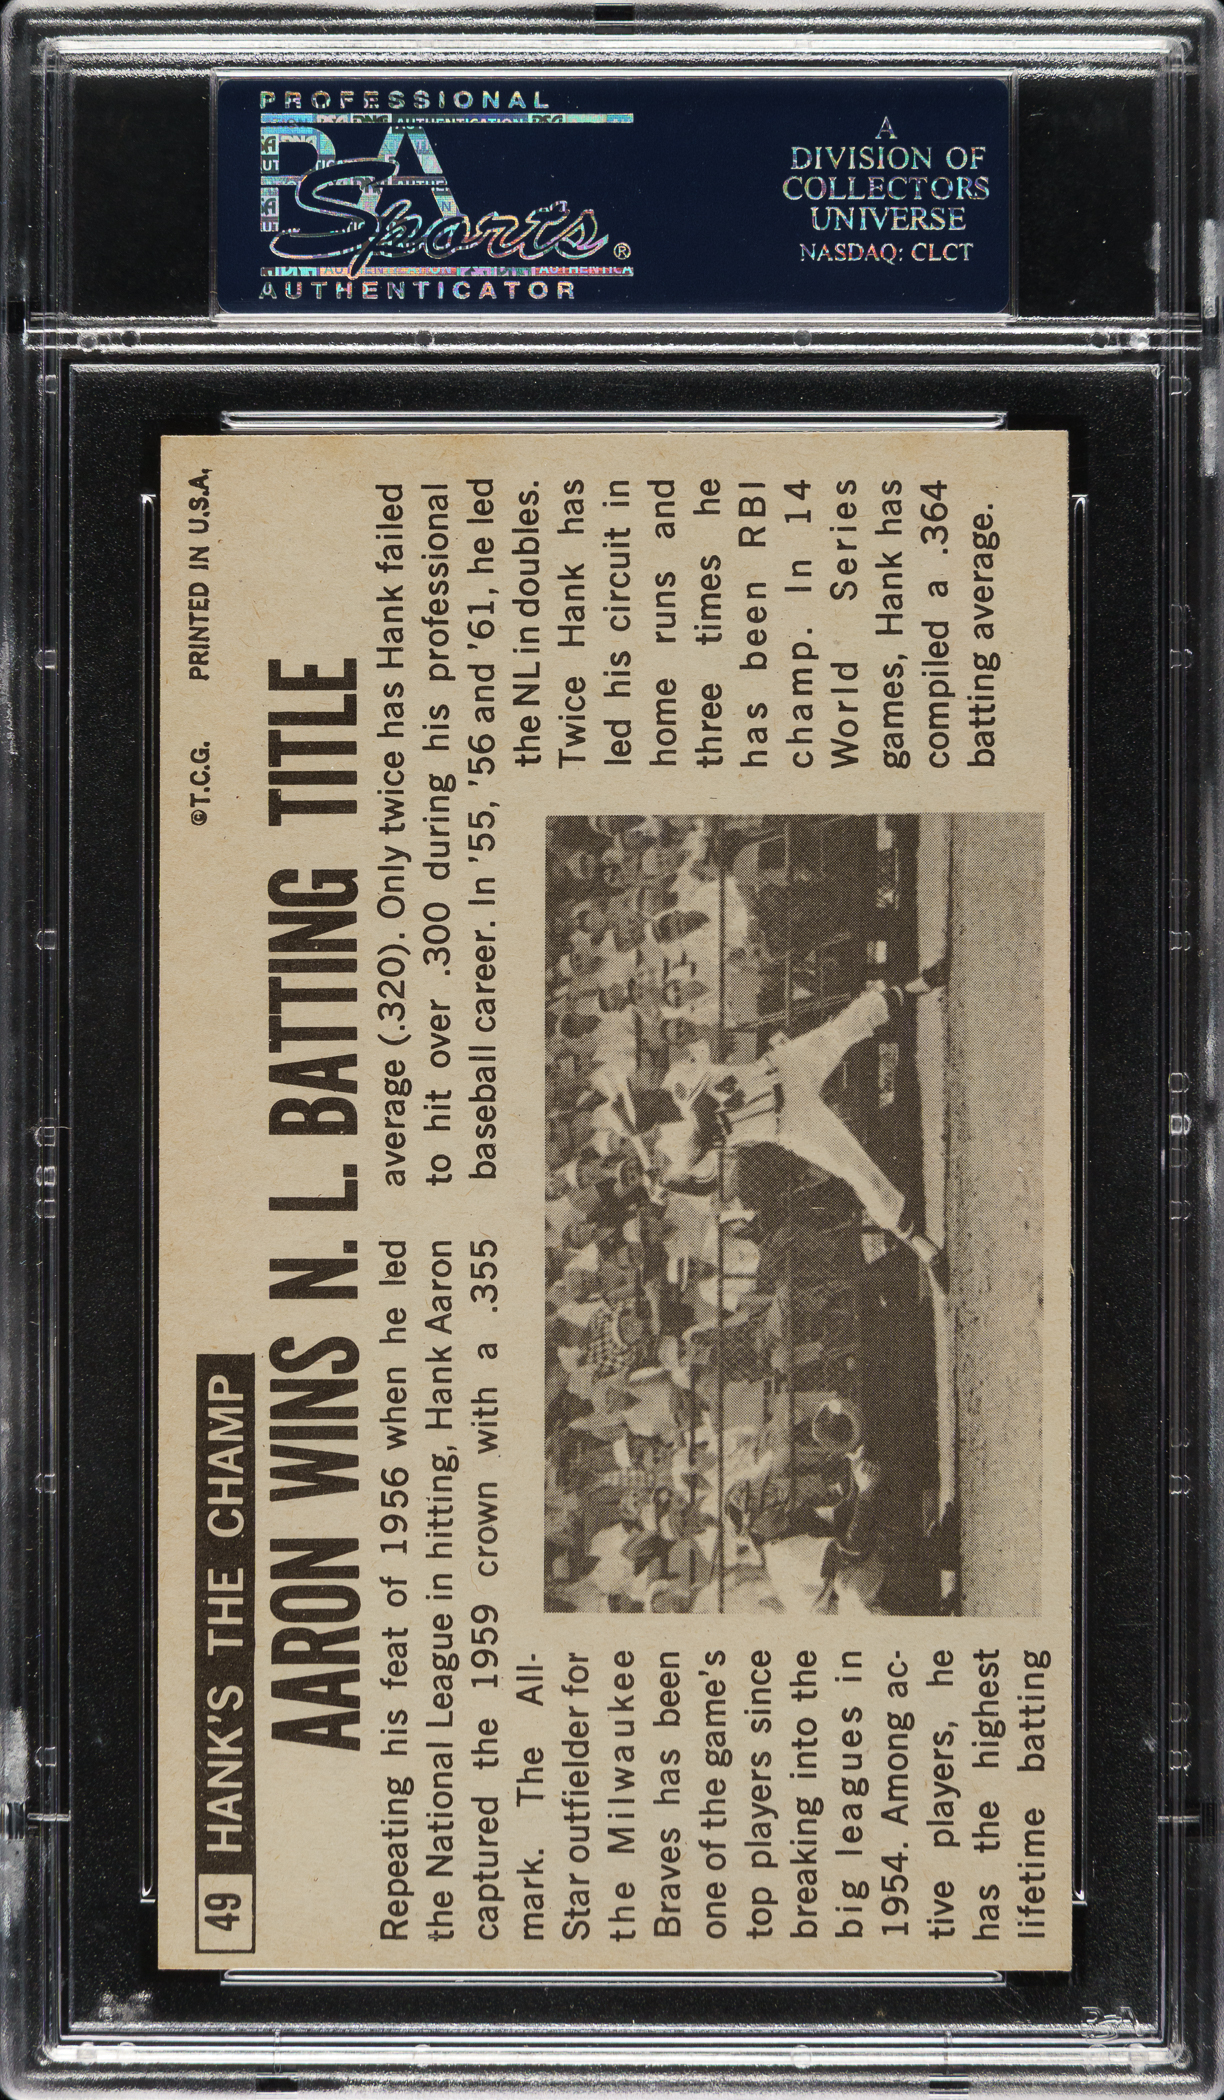 PROFESSIONAL
PSA
Sports®
AUTHENTICATOR
A
DIVISION OF
COLLECTORS
UNIVERSE
NASDAQ: CLCT
49 HANK'S THE CHAMP
©T.C.G. PRINTED IN U.S.A.
AARON WINS N. L. BATTING TITLE
Repeating his feat of 1956 when he led
the National League in hitting, Hank Aaron
captured the 1959 crown with a .355
mark. The All-
Star outfielder for
the Milwaukee
Braves has been
one of the game's
top players since
breaking into the
big leagues in
1954. Among ac-
tive players, he
has the highest
lifetime batting
average (.320). Only twice has Hank failed
to hit over .300 during his professional
baseball career. In '55, '56 and '61, he led
the NL in doubles.
Twice Hank has
led his circuit in
home runs and
three times he
has been RBI
champ. In 14
World Series
games, Hank has
compiled a .364
batting average.
PSA